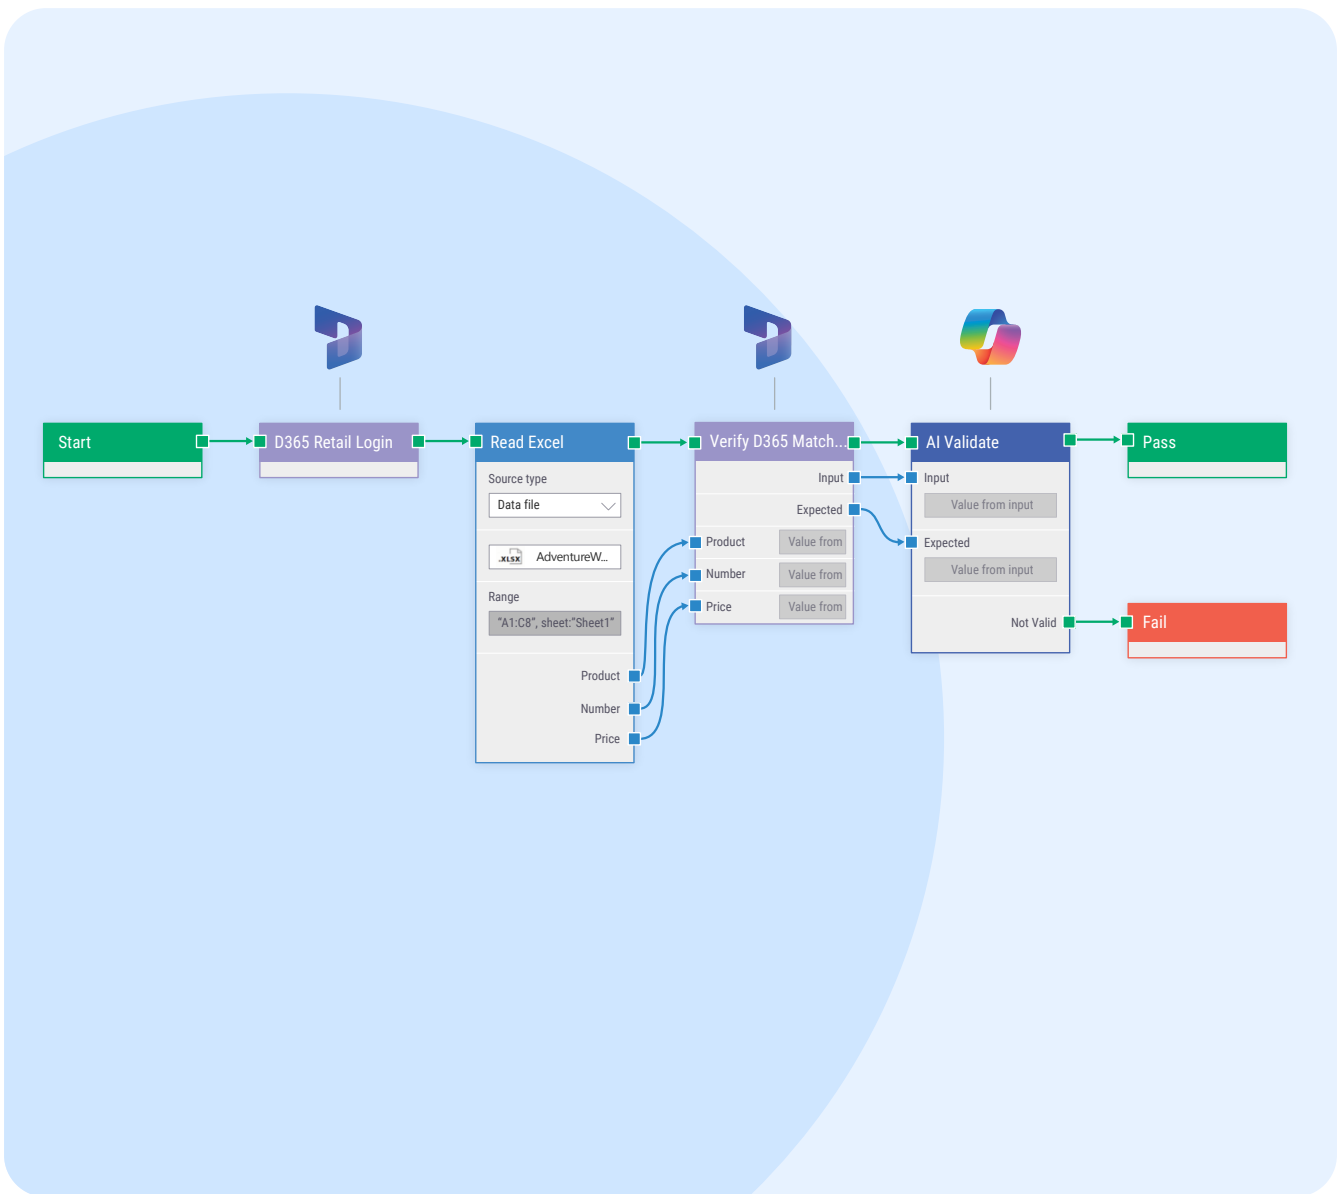 Start
D365 Retail Login
Read Excel
Source type
Data file
.XLSX AdventureW...
Range
"A1:C8", sheet:"Sheet1"
Product
Number
Price
Verify D365 Match...
Input
Expected
Product Value from
Number Value from
Price Value from
AI Validate
Input
Value from input
Expected
Value from input
Not Valid
Pass
Fail